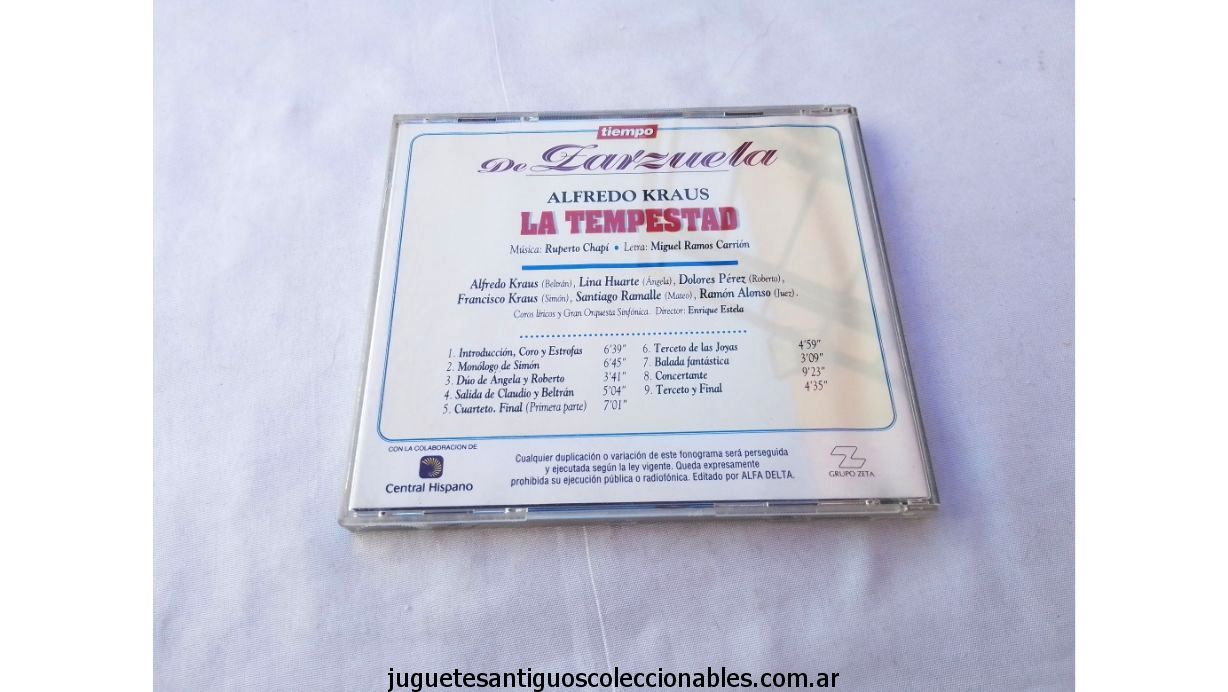 tiempo
De Zarzuela
ALFREDO KRAUS
LA TEMPESTAD
Música: Ruperto Chapí • Letra: Miguel Ramos Carrión
Alfredo Kraus (Beltrán), Lina Huarte (Ángela), Dolores Pérez (Roberto),
Francisco Kraus (Simón), Santiago Ramalle (Mateo), Ramón Alonso (Juez).
Coros líricos y Gran Orquesta Sinfónica. Director: Enrique Estela
1. Introducción, Coro y Estrofas 6'39"
2. Monólogo de Simón 6'45"
3. Dúo de Angela y Roberto 3'41"
4. Salida de Claudio y Beltrán 5'04"
5. Cuarteto. Final (Primera parte) 7'01"
6. Terceto de las Joyas 4'59"
7. Balada fantástica 3'09"
8. Concertante 9'23"
9. Terceto y Final 4'35"
CON LA COLABORACION DE
Central Hispano
Cualquier duplicación o variación de este fonograma será perseguida
y ejecutada según la ley vigente. Queda expresamente
prohibida su ejecución pública o radiofónica. Editado por ALFA DELTA.
GRUPO ZETA
juguetesantiguoscoleccionables.com.ar